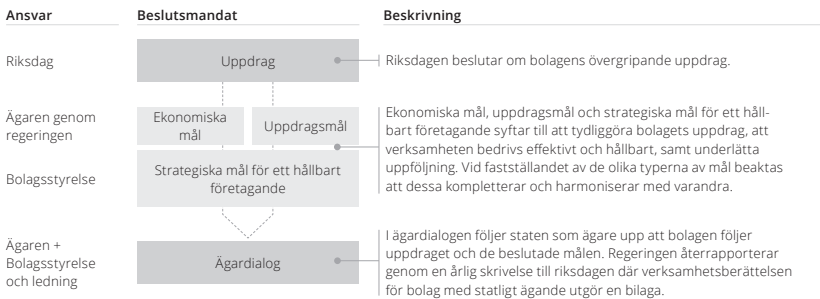 Ansvar
Beslutsmandat
Beskrivning
Riksdag
Uppdrag
Riksdagen beslutar om bolagens övergripande uppdrag.
Ägaren genom
regeringen
Ekonomiska
mål
Uppdragsmål
Bolagsstyrelse
Strategiska mål för ett hållbart
företagande
Ekonomiska mål, uppdragsmål och strategiska mål för ett håll-
bart företagande syftar till att tydliggöra bolagets uppdrag, att
verksamheten bedrivs effektivt och hållbart, samt underlätta
uppföljning. Vid fastställandet av de olika typerna av mål beaktas
att dessa kompletterar och harmoniserar med varandra.
Ägaren +
Bolagsstyrelse
och ledning
Ägardialog
I ägardialogen följer staten som ägare upp att bolagen följer
uppdraget och de beslutade målen. Regeringen återrapporterar
genom en årlig skrivelse till riksdagen där verksamhetsberättelsen
för bolag med statligt ägande utgör en bilaga.